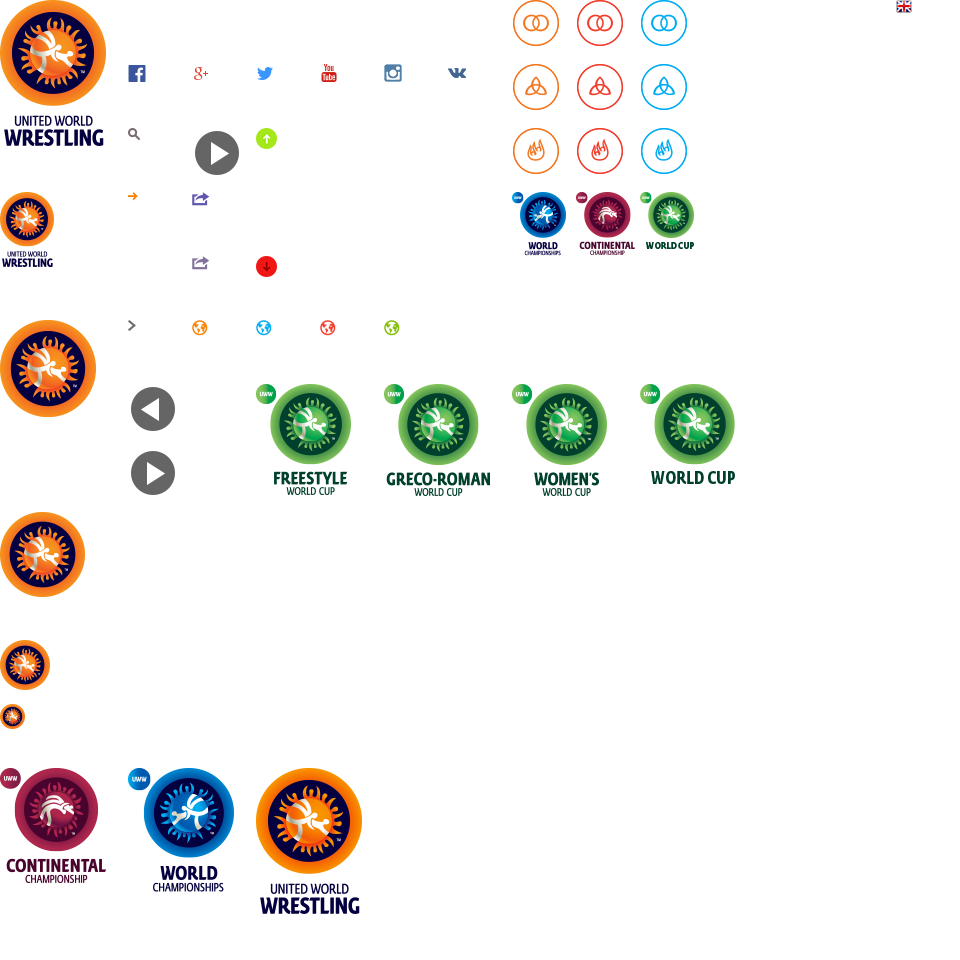 UNITED WORLD
WRESTLING
f
g+
You
Tube
UNITED WORLD
WRESTLING
UWW
WORLD
CHAMPIONSHIPS
UWW
CONTINENTAL
CHAMPIONSHIP
UWW
WORLD CUP
UWW
FREESTYLE
WORLD CUP
UWW
GRECO-ROMAN
WORLD CUP
UWW
WOMEN'S
WORLD CUP
UWW
WORLD CUP
UWW
CONTINENTAL
CHAMPIONSHIP
UWW
WORLD
CHAMPIONSHIPS
UNITED WORLD
WRESTLING